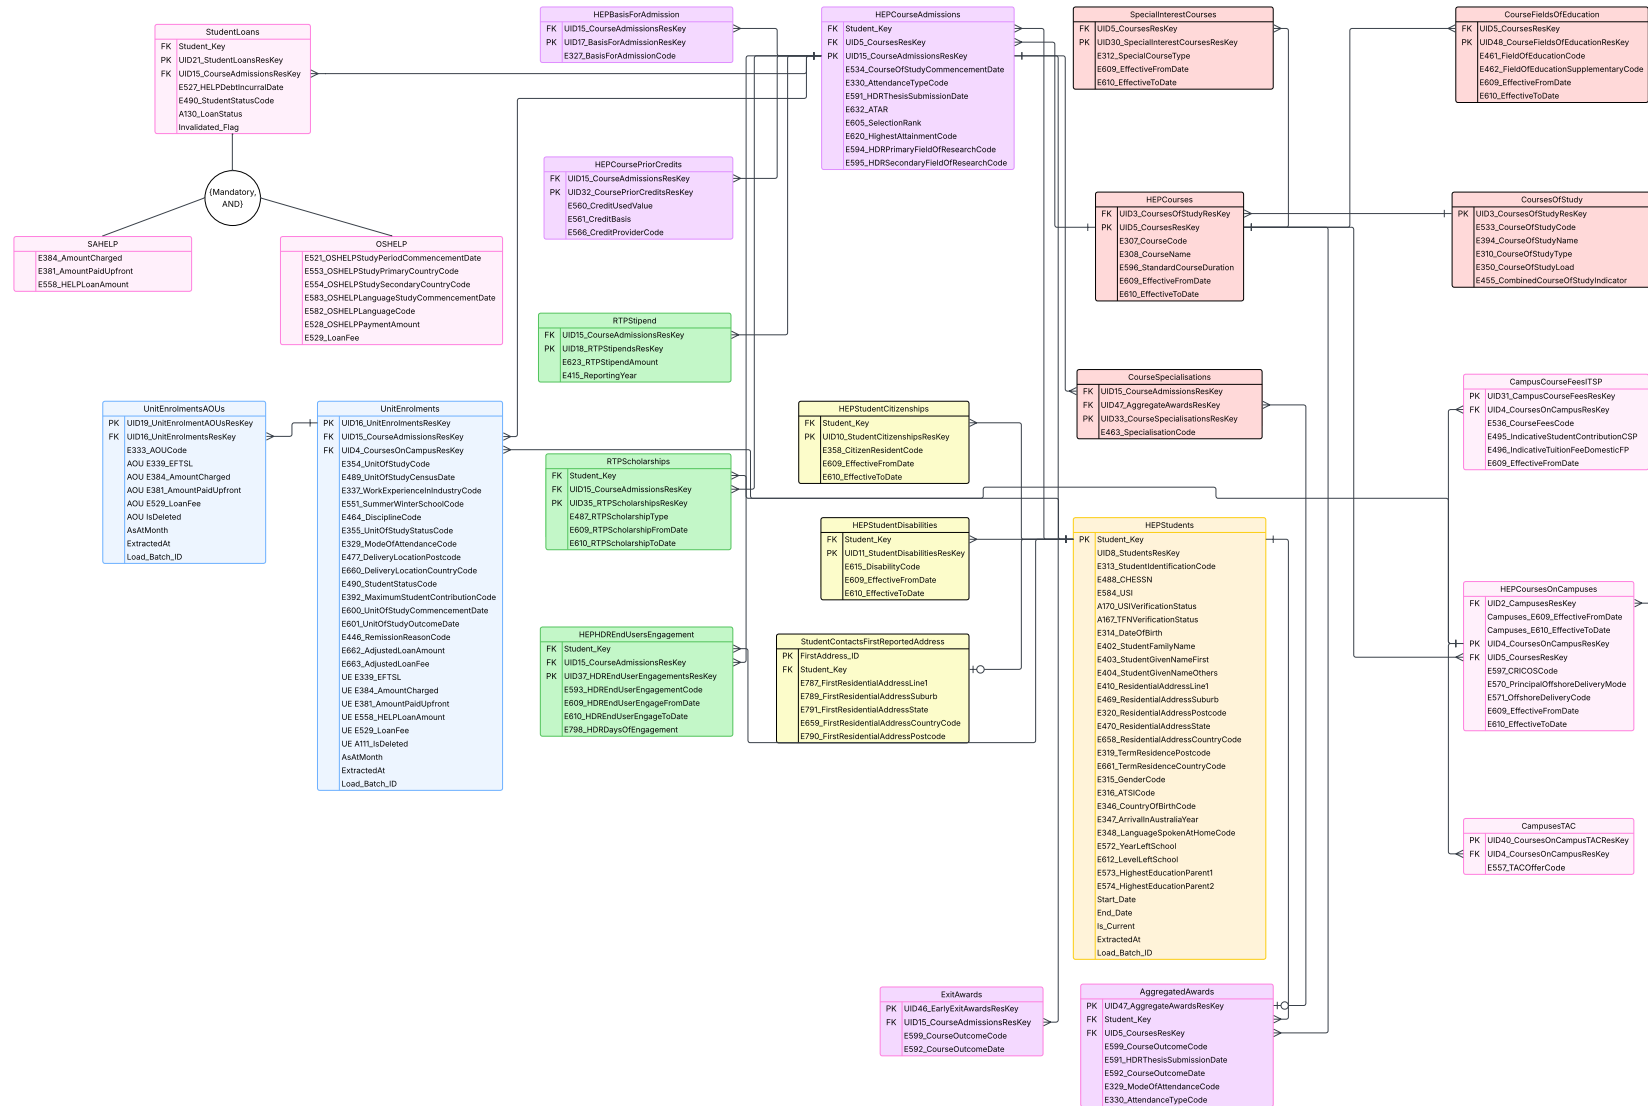 StudentLoans
FK Student_Key
PK UID21_StudentLoansResKey
FK UID15_CourseAdmissionsResKey
E527_HELPDebtIncurralDate
E490_StudentStatusCode
A130_LoanStatus
Invalidated_Flag
{Mandatory,
AND}
SAHELP
E384_AmountCharged
E381_AmountPaidUpfront
E558_HELPLoanAmount
OSHELP
E521_OSHELPStudyPeriodCommencementDate
E553_OSHELPStudyPrimaryCountryCode
E554_OSHELPStudySecondaryCountryCode
E583_OSHELPLanguageStudyCommencementDate
E582_OSHELPLanguageCode
E528_OSHELPPaymentAmount
E529_LoanFee
HEPBasisForAdmission
FK UID15_CourseAdmissionsResKey
PK UID17_BasisForAdmissionResKey
E327_BasisForAdmissionCode
HEPCourseAdmissions
FK Student_Key
FK UID5_CoursesResKey
PK UID15_CourseAdmissionsResKey
E534_CourseOfStudyCommencementDate
E330_AttendanceTypeCode
E591_HDRThesisSubmissionDate
E632_ATAR
E605_SelectionRank
E620_HighestAttainmentCode
E594_HDRPrimaryFieldOfResearchCode
E595_HDRSecondaryFieldOfResearchCode
SpecialInterestCourses
FK UID5_CoursesResKey
PK UID30_SpecialInterestCoursesResKey
E312_SpecialCourseType
E609_EffectiveFromDate
E610_EffectiveToDate
CourseFieldsOfEducation
FK UID5_CoursesResKey
PK UID48_CourseFieldsOfEducationResKey
E461_FieldOfEducationCode
E462_FieldOfEducationSupplementaryCode
E609_EffectiveFromDate
E610_EffectiveToDate
HEPCoursePriorCredits
FK UID15_CourseAdmissionsResKey
PK UID32_CoursePriorCreditsResKey
E560_CreditUsedValue
E561_CreditBasis
E566_CreditProviderCode
HEPCourses
FK UID3_CoursesOfStudyResKey
PK UID5_CoursesResKey
E307_CourseCode
E308_CourseName
E596_StandardCourseDuration
E609_EffectiveFromDate
E610_EffectiveToDate
CoursesOfStudy
PK UID3_CoursesOfStudyResKey
E533_CourseOfStudyCode
E394_CourseOfStudyName
E310_CourseOfStudyType
E350_CourseOfStudyLoad
E455_CombinedCourseOfStudyIndicator
RTPStipend
FK UID15_CourseAdmissionsResKey
PK UID18_RTPStipendsResKey
E623_RTPStipendAmount
E415_ReportingYear
CourseSpecialisations
FK UID15_CourseAdmissionsResKey
FK UID47_AggregateAwardsResKey
PK UID33_CourseSpecialisationsResKey
E463_SpecialisationCode
CampusCourseFeesITSP
PK UID31_CampusCourseFeesResKey
FK UID4_CoursesOnCampusResKey
E536_CourseFeesCode
E495_IndicativeStudentContributionCSP
E496_IndicativeTuitionFeeDomesticFP
E609_EffectiveFromDate
UnitEnrolmentsAOUs
PK UID19_UnitEnrolmentAOUsResKey
FK UID16_UnitEnrolmentsResKey
E333_AOUCode
AOU E339_EFTSL
AOU E384_AmountCharged
AOU E381_AmountPaidUpfront
AOU E529_LoanFee
AOU IsDeleted
AsAtMonth
ExtractedAt
Load_Batch_ID
UnitEnrolments
PK UID16_UnitEnrolmentsResKey
FK UID15_CourseAdmissionsResKey
FK UID4_CoursesOnCampusResKey
E354_UnitOfStudyCode
E489_UnitOfStudyCensusDate
E337_WorkExperienceInIndustryCode
E551_SummerWinterSchoolCode
E464_DisciplineCode
E355_UnitOfStudyStatusCode
E329_ModeOfAttendanceCode
E477_DeliveryLocationPostcode
E660_DeliveryLocationCountryCode
E490_StudentStatusCode
E392_MaximumStudentContributionCode
E600_UnitOfStudyCommencementDate
E601_UnitOfStudyOutcomeDate
E446_RemissionReasonCode
E662_AdjustedLoanAmount
E663_AdjustedLoanFee
UE E339_EFTSL
UE E384_AmountCharged
UE E381_AmountPaidUpfront
UE E558_HELPLoanAmount
UE E529_LoanFee
UE A111_IsDeleted
AsAtMonth
ExtractedAt
Load_Batch_ID
RTPScholarships
FK Student_Key
FK UID15_CourseAdmissionsResKey
PK UID35_RTPScholarshipsResKey
E487_RTPScholarshipType
E609_RTPScholarshipFromDate
E610_RTPScholarshipToDate
HEPStudentCitizenships
FK Student_Key
PK UID10_StudentCitizenshipsResKey
E358_CitizenResidentCode
E609_EffectiveFromDate
E610_EffectiveToDate
HEPStudentDisabilities
FK Student_Key
PK UID11_StudentDisabilitiesResKey
E615_DisabilityCode
E609_EffectiveFromDate
E610_EffectiveToDate
HEPHDREndUsersEngagement
FK Student_Key
FK UID15_CourseAdmissionsResKey
PK UID37_HDREndUserEngagementsResKey
E593_HDREndUserEngagementCode
E609_HDREndUserEngageFromDate
E610_HDREndUserEngageToDate
E798_HDRDaysOfEngagement
StudentContactsFirstReportedAddress
PK FirstAddress_ID
FK Student_Key
E787_FirstResidentialAddressLine1
E789_FirstResidentialAddressSuburb
E791_FirstResidentialAddressState
E659_FirstResidentialAddressCountryCode
E790_FirstResidentialAddressPostcode
HEPStudents
PK Student_Key
UID8_StudentsResKey
E313_StudentIdentificationCode
E488_CHESSN
E584_USI
A170_USIVerificationStatus
A167_TFNVerificationStatus
E314_DateOfBirth
E402_StudentFamilyName
E403_StudentGivenNameFirst
E404_StudentGivenNameOthers
E410_ResidentialAddressLine1
E469_ResidentialAddressSuburb
E320_ResidentialAddressPostcode
E470_ResidentialAddressState
E658_ResidentialAddressCountryCode
E319_TermResidencePostcode
E661_TermResidenceCountryCode
E315_GenderCode
E316_ATSICode
E346_CountryOfBirthCode
E347_ArrivalInAustraliaYear
E348_LanguageSpokenAtHomeCode
E572_YearLeftSchool
E612_LevelLeftSchool
E573_HighestEducationParent1
E574_HighestEducationParent2
Start_Date
End_Date
Is_Current
ExtractedAt
Load_Batch_ID
HEPCoursesOnCampuses
FK UID2_CampusesResKey
Campuses_E609_EffectiveFromDate
Campuses_E610_EffectiveToDate
PK UID4_CoursesOnCampusResKey
FK UID5_CoursesResKey
E597_CRICOSCode
E570_PrincipalOffshoreDeliveryMode
E571_OffshoreDeliveryCode
E609_EffectiveFromDate
E610_EffectiveToDate
CampusesTAC
PK UID40_CoursesOnCampusTACResKey
FK UID4_CoursesOnCampusResKey
E557_TACOfferCode
ExitAwards
PK UID46_EarlyExitAwardsResKey
FK UID15_CourseAdmissionsResKey
E599_CourseOutcomeCode
E592_CourseOutcomeDate
AggregatedAwards
PK UID47_AggregateAwardsResKey
FK Student_Key
FK UID5_CoursesResKey
E599_CourseOutcomeCode
E591_HDRThesisSubmissionDate
E592_CourseOutcomeDate
E329_ModeOfAttendanceCode
E330_AttendanceTypeCode